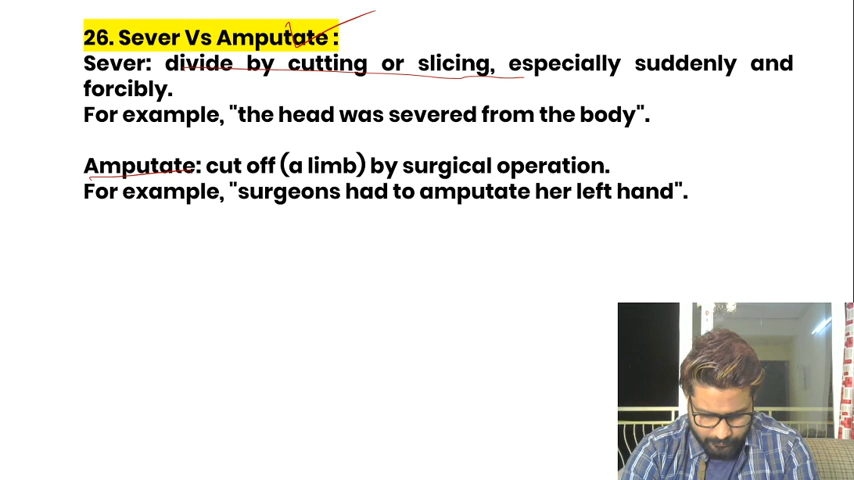 26. Sever Vs Amputate :
Sever: divide by cutting or slicing, especially suddenly and
forcibly.
For example, "the head was severed from the body".
Amputate: cut off (a limb) by surgical operation.
For example, "surgeons had to amputate her left hand".